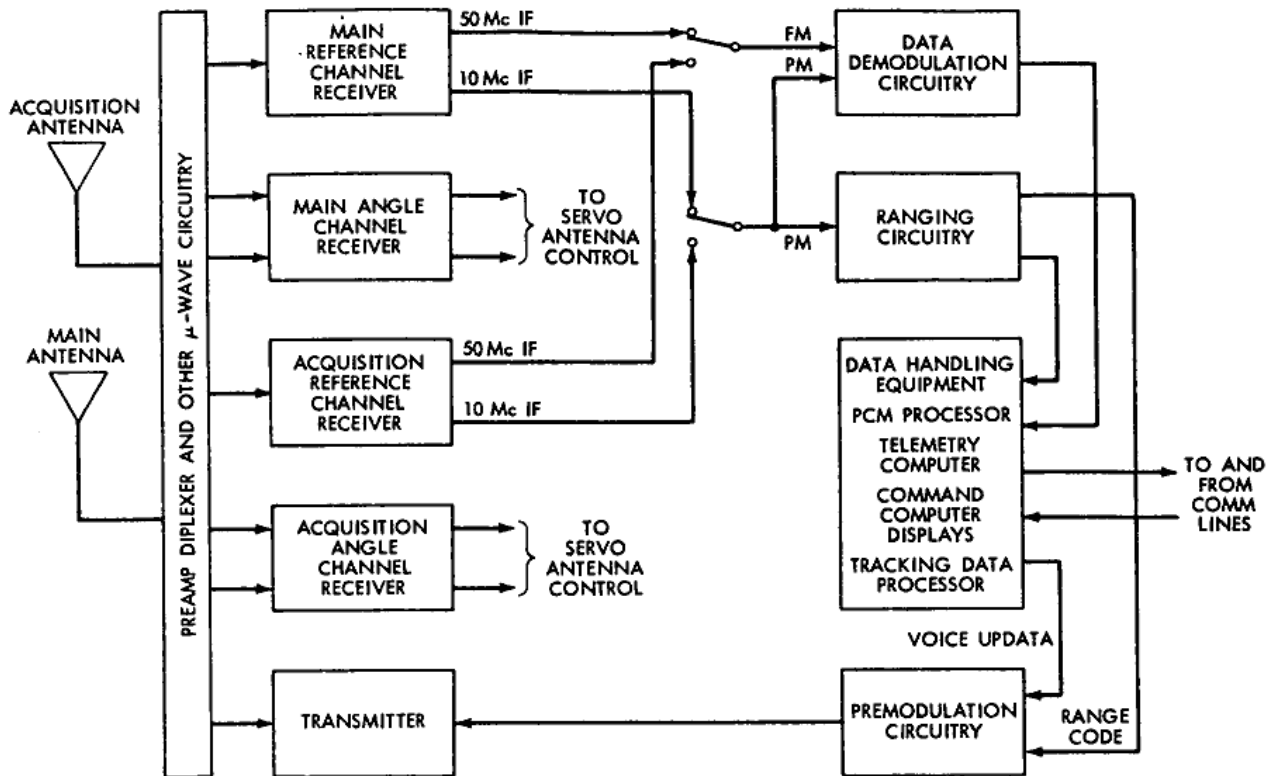 ACQUISITION
ANTENNA
MAIN
ANTENNA
PREAMP DIPLEXER AND OTHER μ-WAVE CIRCUITRY
MAIN
REFERENCE
CHANNEL
RECEIVER
50 Mc IF
10 Mc IF
MAIN ANGLE
CHANNEL
RECEIVER
TO
SERVO
ANTENNA
CONTROL
ACQUISITION
REFERENCE
CHANNEL
RECEIVER
50 Mc IF
10 Mc IF
ACQUISITION
ANGLE
CHANNEL
RECEIVER
TO
SERVO
ANTENNA
CONTROL
TRANSMITTER
FM
PM
DATA
DEMODULATION
CIRCUITRY
PM
RANGING
CIRCUITRY
DATA HANDLING
EQUIPMENT
PCM PROCESSOR
TELEMETRY
COMPUTER
COMMAND
COMPUTER
DISPLAYS
TRACKING DATA
PROCESSOR
TO AND
FROM
COMM
LINES
VOICE UPDATA
PREMODULATION
CIRCUITRY
RANGE
CODE